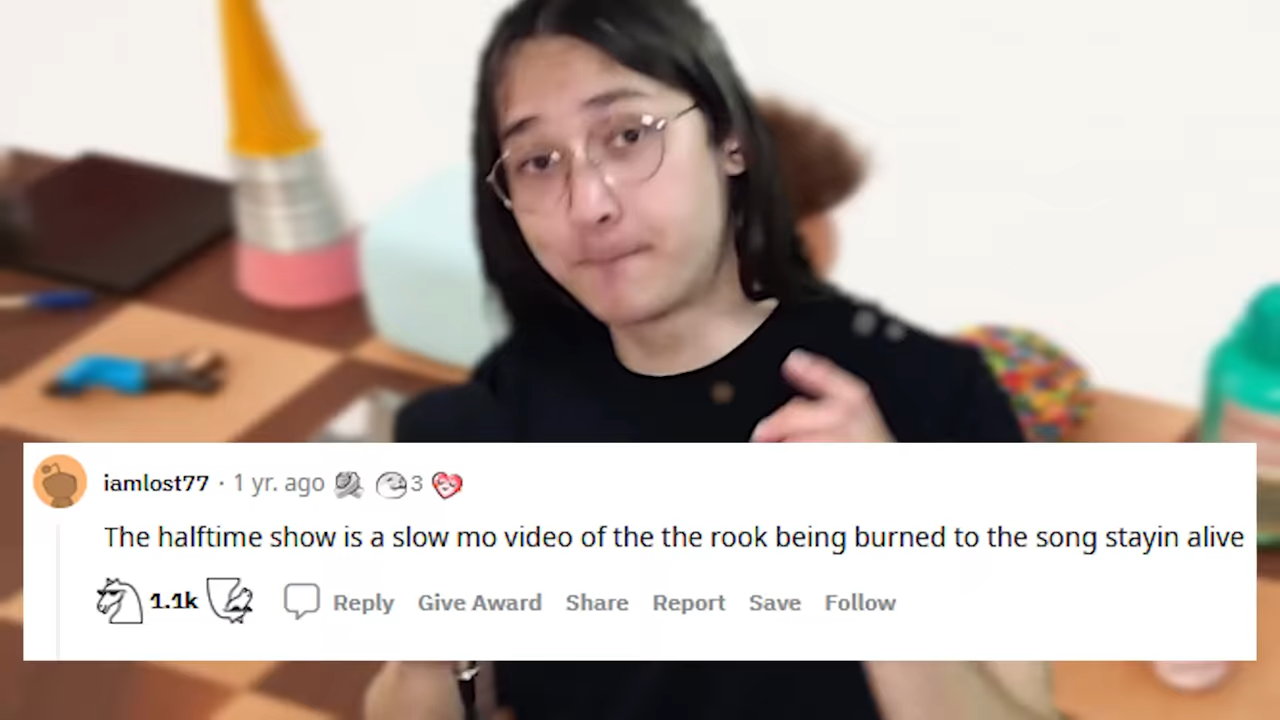 iamlost77 · 1 yr. ago 3
The halftime show is a slow mo video of the the rook being burned to the song stayin alive
1.1k Reply Give Award Share Report Save Follow